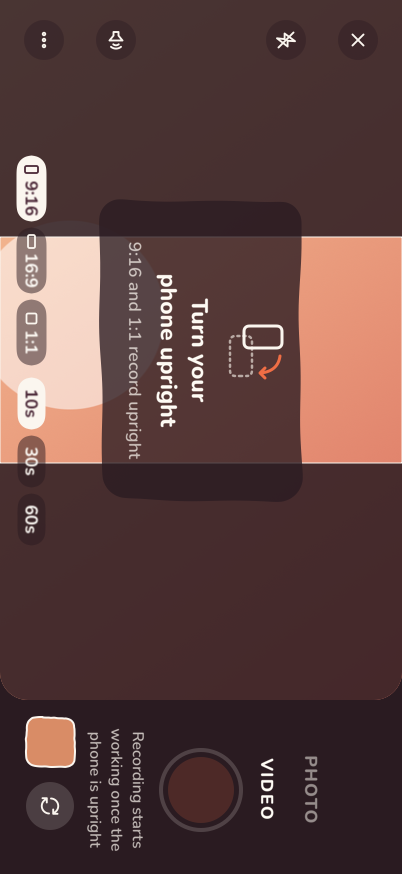 9:16
16:9
1:1
10s
30s
60s
Turn your
phone upright
9:16 and 1:1 record upright
PHOTO
VIDEO
Recording starts
working once the
phone is upright